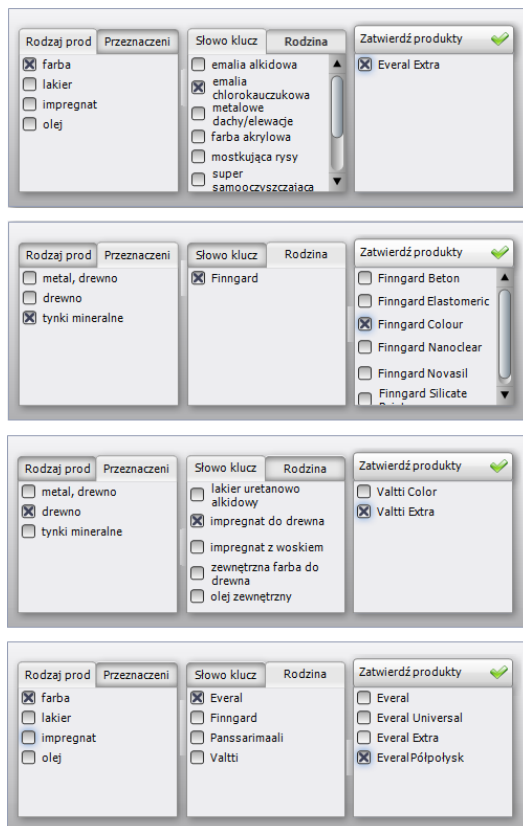 Rodzaj prod Przeznaczeni
farba
lakier
impregnat
olej
Słowo klucz Rodzina
emalia alkidowa
emalia
chlorokauczukowa
metalowe
dachy/elewacje
farba akrylowa
mostkująca rysy
super
samooczyszczająca
Zatwierdź produkty
Everal Extra
Rodzaj prod Przeznaczeni
metal, drewno
drewno
tynki mineralne
Słowo klucz Rodzina
Finngard
Zatwierdź produkty
Finngard Beton
Finngard Elastomeric
Finngard Colour
Finngard Nanoclear
Finngard Novasil
Finngard Silicate
Rodzaj prod Przeznaczeni
metal, drewno
drewno
tynki mineralne
Słowo klucz Rodzina
lakier uretanowo
alkidowy
impregnat do drewna
impregnat z woskiem
zewnętrzna farba do
drewna
olej zewnętrzny
Zatwierdź produkty
Valtti Color
Valtti Extra
Rodzaj prod Przeznaczeni
farba
lakier
impregnat
olej
Słowo klucz Rodzina
Everal
Finngard
Panssarimaali
Valtti
Zatwierdź produkty
Everal
Everal Universal
Everal Extra
EveralPółpołysk